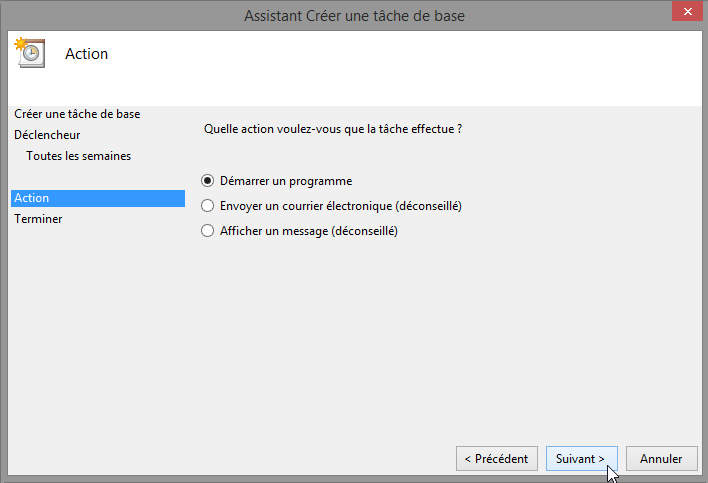 Assistant Créer une tâche de base
Action
Créer une tâche de base
Déclencheur
Toutes les semaines
Action
Terminer
Quelle action voulez-vous que la tâche effectue ?
Démarrer un programme
Envoyer un courrier électronique (déconseillé)
Afficher un message (déconseillé)
< Précédent
Suivant >
Annuler